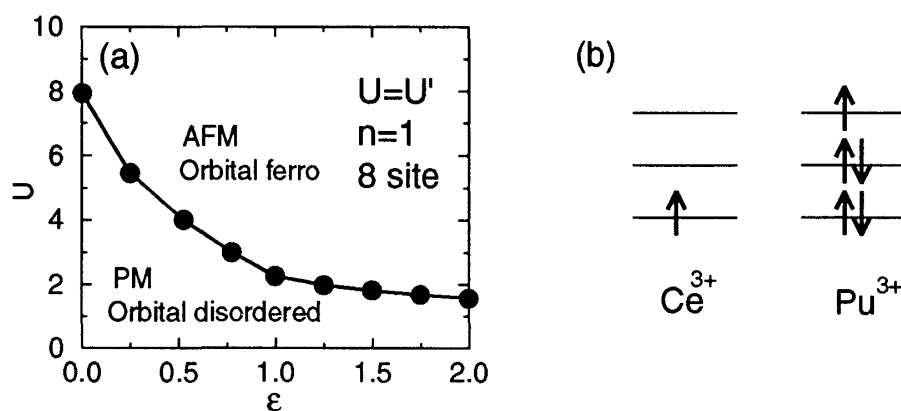 (a)
10
8
6
4
2
0
U
U=U'
n=1
8 site
AFM
Orbital ferro
PM
Orbital disordered
0.0 0.5 1.0 1.5 2.0
ε
(b)
Ce3+ Pu3+